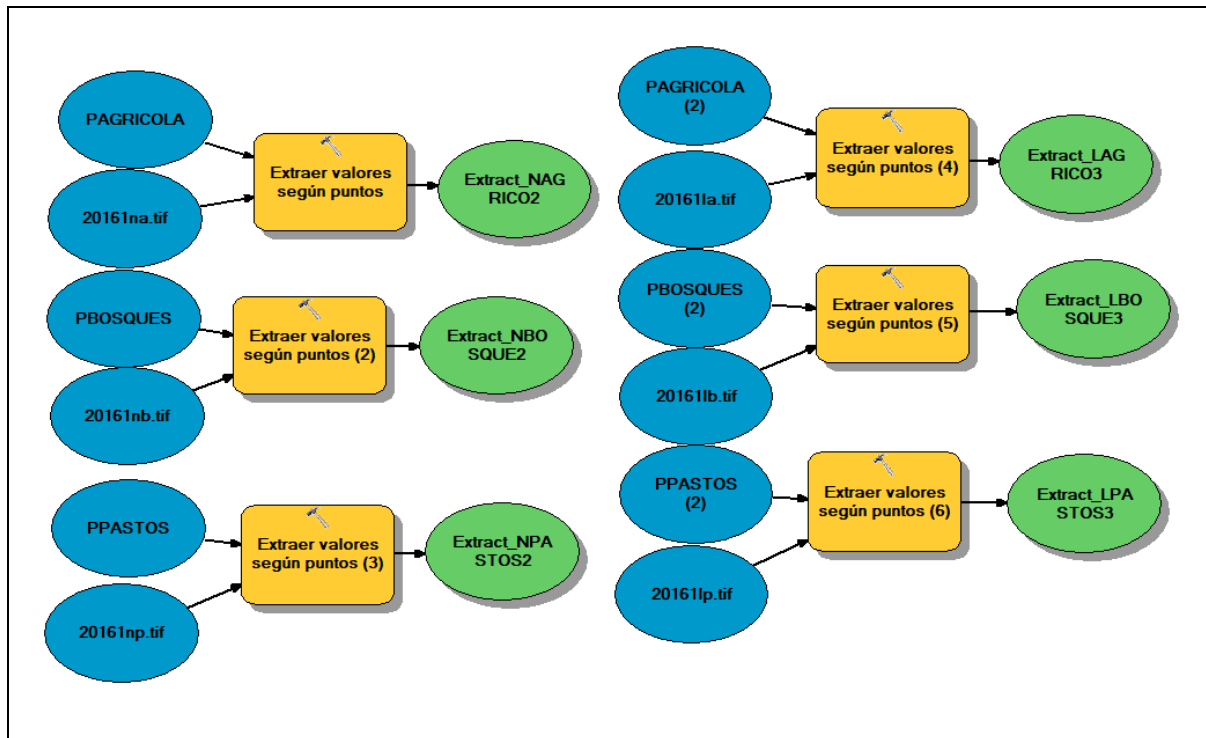 PAGRICOLA
20161na.tif
Extraer valores
según puntos
Extract_NAG
RICO2
PBOSQUES
20161nb.tif
Extraer valores
según puntos (2)
Extract_NBO
SQUE2
PPASTOS
20161np.tif
Extraer valores
según puntos (3)
Extract_NPA
STOS2
PAGRICOLA
(2)
20161la.tif
Extraer valores
según puntos (4)
Extract_LAG
RICO3
PBOSQUES
(2)
20161lb.tif
Extraer valores
según puntos (5)
Extract_LBO
SQUE3
PPASTOS
(2)
20161lp.tif
Extraer valores
según puntos (6)
Extract_LPA
STOS3